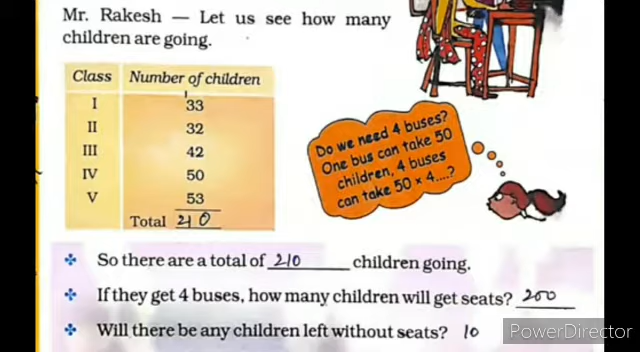 Mr. Rakesh — Let us see how many
children are going.
Class Number of children
I 33
II 32
III 42
IV 50
V 53
Total 210
Do we need 4 buses?
One bus can take 50
children, 4 buses
can take 50 x 4....?
So there are a total of 210 children going.
If they get 4 buses, how many children will get seats? 200
Will there be any children left without seats? 10
PowerDirector